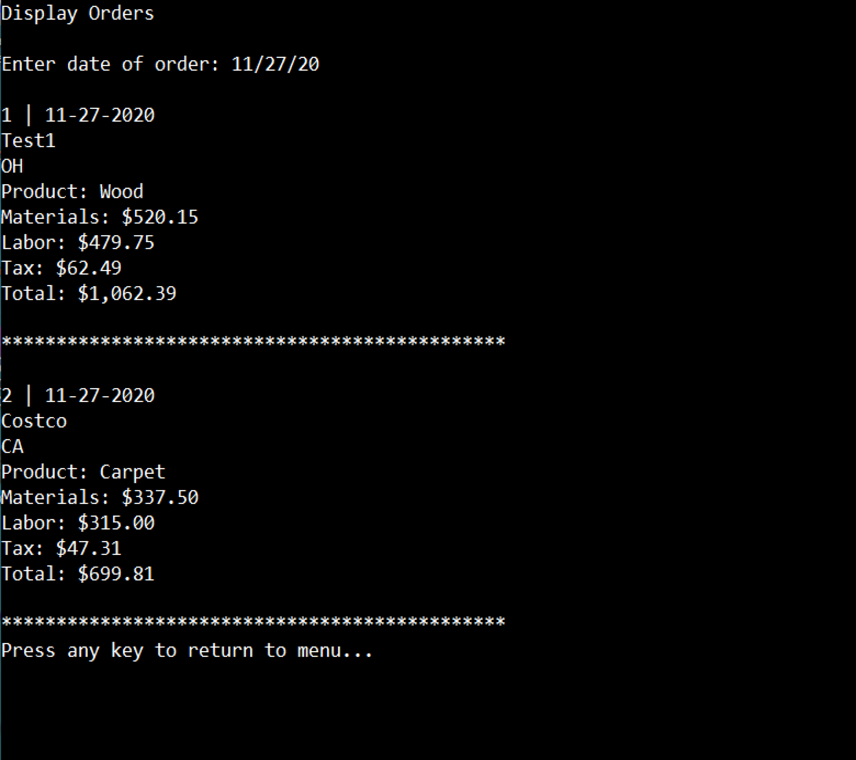 Display Orders
Enter date of order: 11/27/20
1 | 11-27-2020
Test1
OH
Product: Wood
Materials: $520.15
Labor: $479.75
Tax: $62.49
Total: $1,062.39
**********************************************
2 | 11-27-2020
Costco
CA
Product: Carpet
Materials: $337.50
Labor: $315.00
Tax: $47.31
Total: $699.81
**********************************************
Press any key to return to menu...